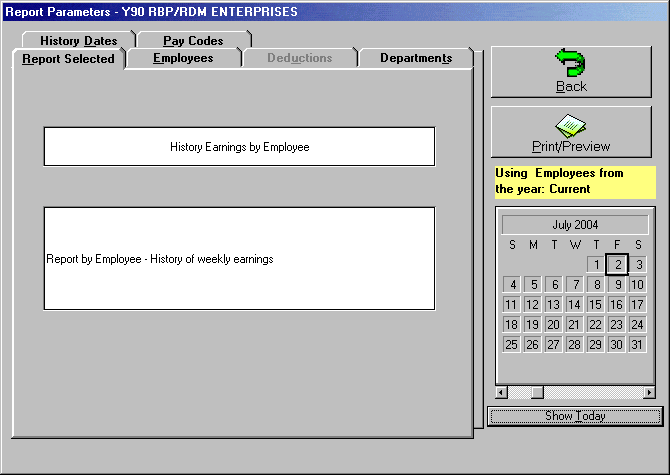 Report Parameters - Y90 RBP/RDM ENTERPRISES
History Dates Pay Codes
Report Selected Employees Deductions Departments
History Earnings by Employee
Report by Employee - History of weekly earnings
Back
Print/Preview
Using Employees from
the year: Current
July 2004
S M T W T F S
1 2 3
4 5 6 7 8 9 10
11 12 13 14 15 16 17
18 19 20 21 22 23 24
25 26 27 28 29 30 31
Show Today